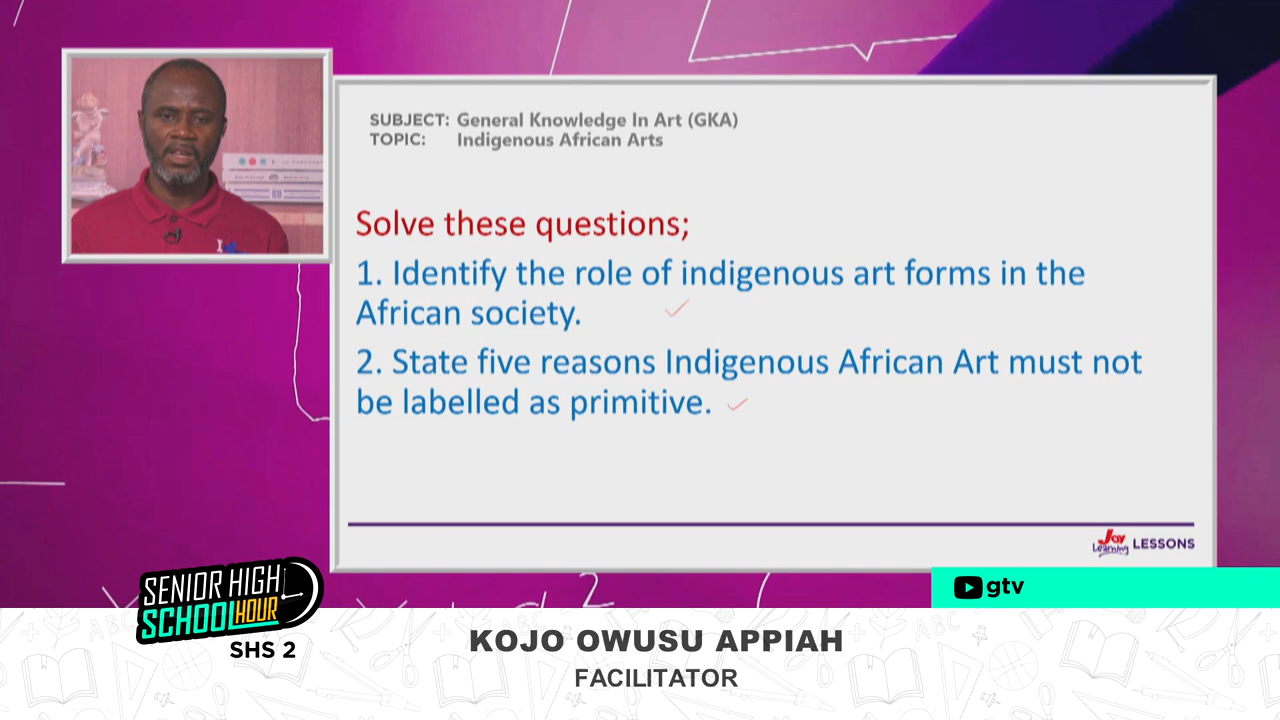 SUBJECT: General Knowledge In Art (GKA)
TOPIC: Indigenous African Arts
Solve these questions;
1. Identify the role of indigenous art forms in the
African society.
2. State five reasons Indigenous African Art must not
be labelled as primitive.
Joy
Learning LESSONS
gtv
SENIOR HIGH
SCHOOL HOUR
SHS 2
KOJO OWUSU APPIAH
FACILITATOR